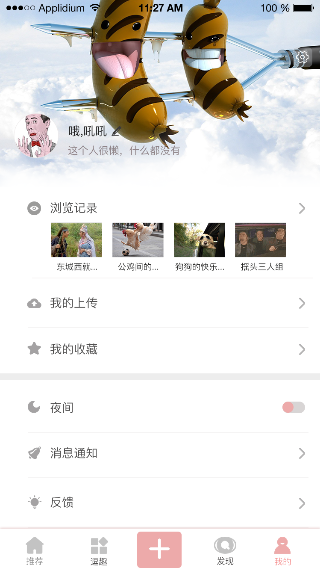 Applidium 11:27 AM 100 %
哦,吼吼
这个人很懒，什么都没有
浏览记录
东城西就... 公鸡间的... 狗狗的快乐... 摇头三人组
我的上传
我的收藏
夜间
消息通知
反馈
推荐 逗趣 发现 我的